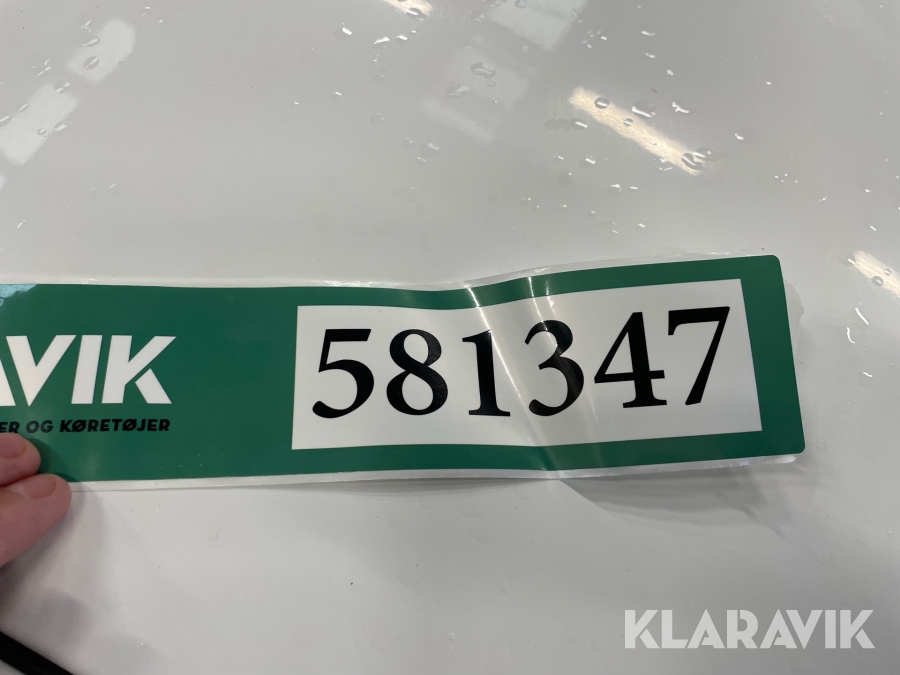 AVIK
ER OG KØRETØJER
581347
KLARAVIK